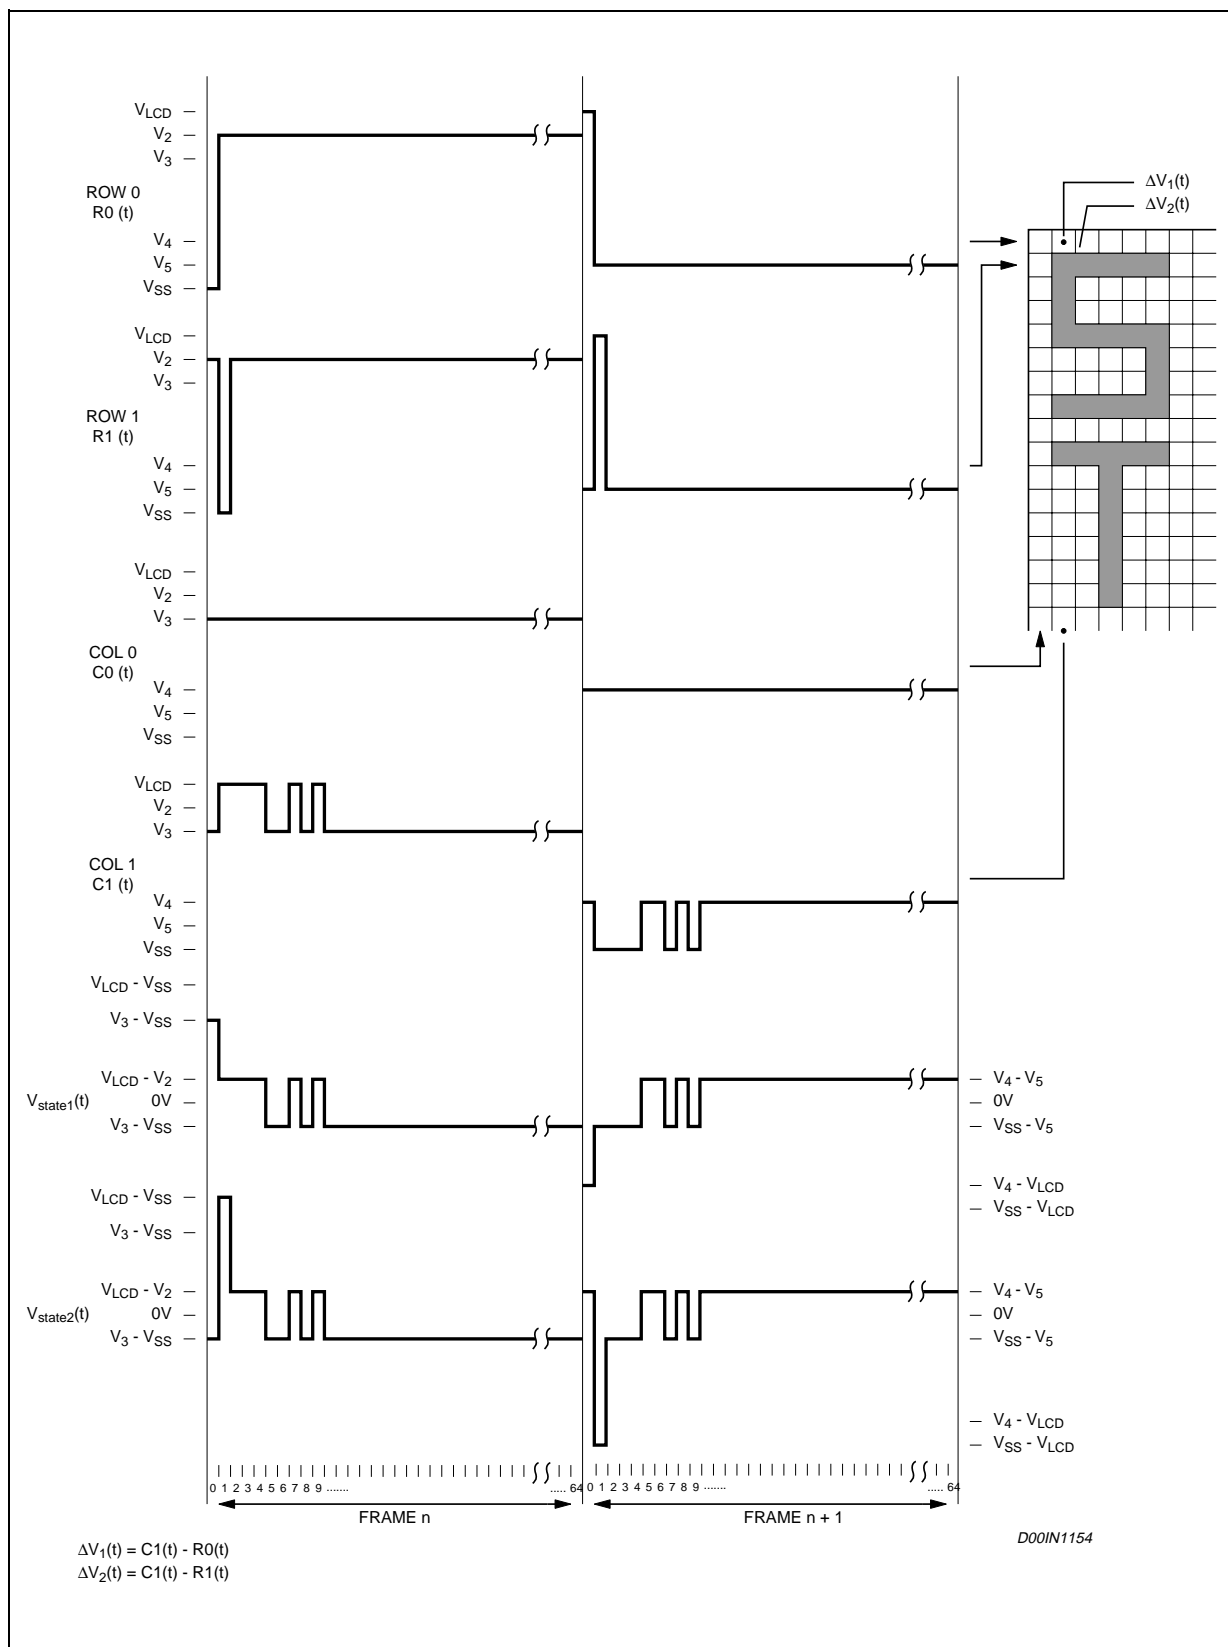 V_LCD
V_2
V_3
ROW 0
R0 (t)
V_4
V_5
V_SS
V_LCD
V_2
V_3
ROW 1
R1 (t)
V_4
V_5
V_SS
V_LCD
V_2
V_3
COL 0
C0 (t)
V_4
V_5
V_SS
V_LCD
V_2
V_3
COL 1
C1 (t)
V_4
V_5
V_SS
V_LCD - V_SS
V_3 - V_SS
V_LCD - V_2
V_state1(t)
0V
V_3 - V_SS
V_LCD - V_SS
V_3 - V_SS
V_LCD - V_2
V_state2(t)
0V
V_3 - V_SS
ΔV_1(t)
ΔV_2(t)
V_4 - V_5
0V
V_SS - V_5
V_4 - V_LCD
V_SS - V_LCD
V_4 - V_5
0V
V_SS - V_5
V_4 - V_LCD
V_SS - V_LCD
0 1 2 3 4 5 6 7 8 9 ....... ..... 64 0 1 2 3 4 5 6 7 8 9 ....... ..... 64
FRAME n
FRAME n + 1
D00IN1154
ΔV_1(t) = C1(t) - R0(t)
ΔV_2(t) = C1(t) - R1(t)